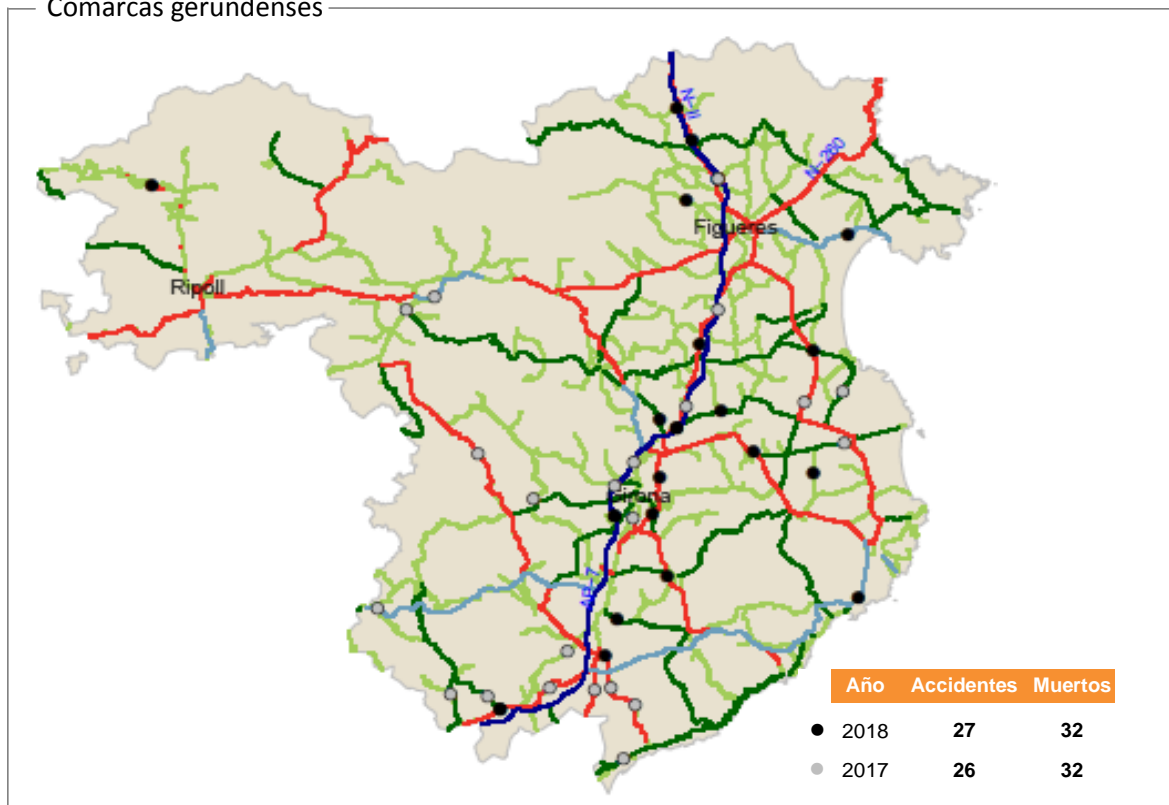 Comarcas gerundenses
N-II
N-260
Figueres
Ripoll
Girona
AP-7
Año Accidentes Muertos
2018 27 32
2017 26 32